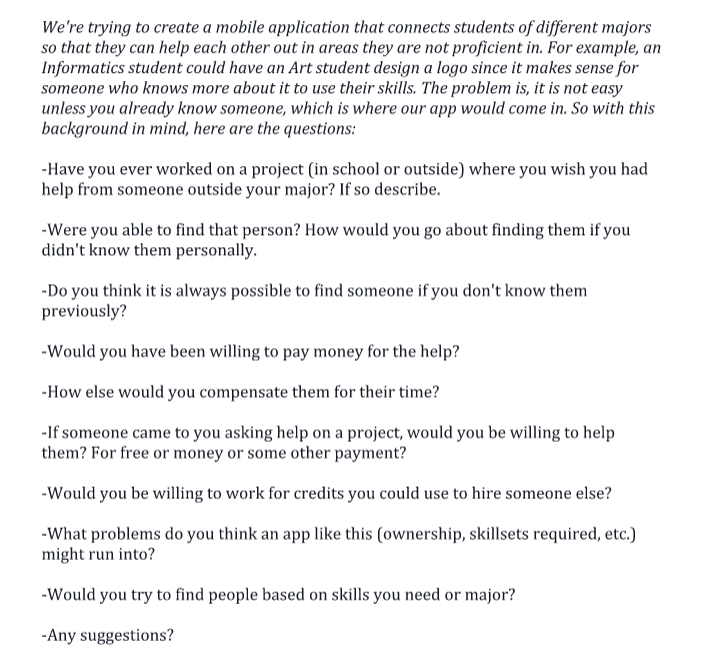 We're trying to create a mobile application that connects students of different majors
so that they can help each other out in areas they are not proficient in. For example, an
Informatics student could have an Art student design a logo since it makes sense for
someone who knows more about it to use their skills. The problem is, it is not easy
unless you already know someone, which is where our app would come in. So with this
background in mind, here are the questions:
-Have you ever worked on a project (in school or outside) where you wish you had
help from someone outside your major? If so describe.
-Were you able to find that person? How would you go about finding them if you
didn't know them personally.
-Do you think it is always possible to find someone if you don't know them
previously?
-Would you have been willing to pay money for the help?
-How else would you compensate them for their time?
-If someone came to you asking help on a project, would you be willing to help
them? For free or money or some other payment?
-Would you be willing to work for credits you could use to hire someone else?
-What problems do you think an app like this (ownership, skillsets required, etc.)
might run into?
-Would you try to find people based on skills you need or major?
-Any suggestions?